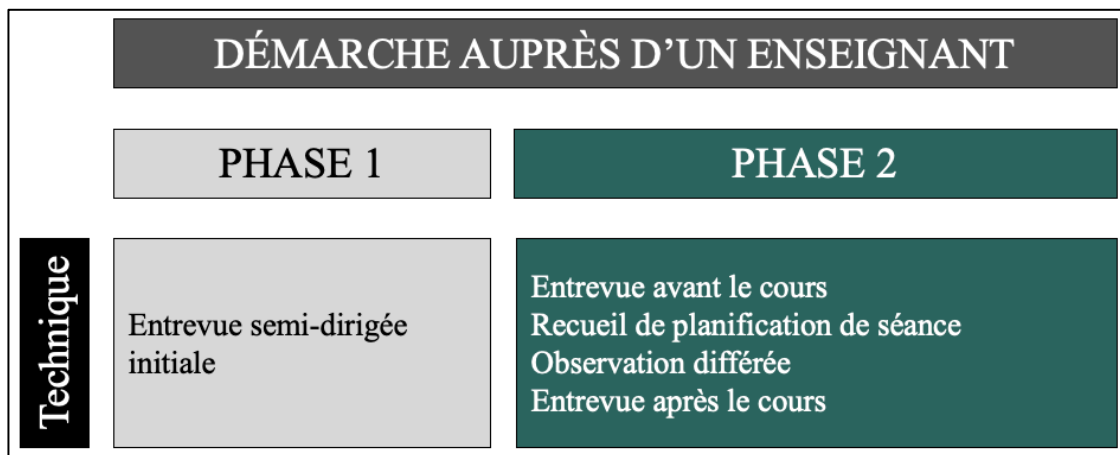 DÉMARCHE AUPRÈS D'UN ENSEIGNANT
PHASE 1
PHASE 2
Technique
Entrevue semi-dirigée
initiale
Entrevue avant le cours
Recueil de planification de séance
Observation différée
Entrevue après le cours